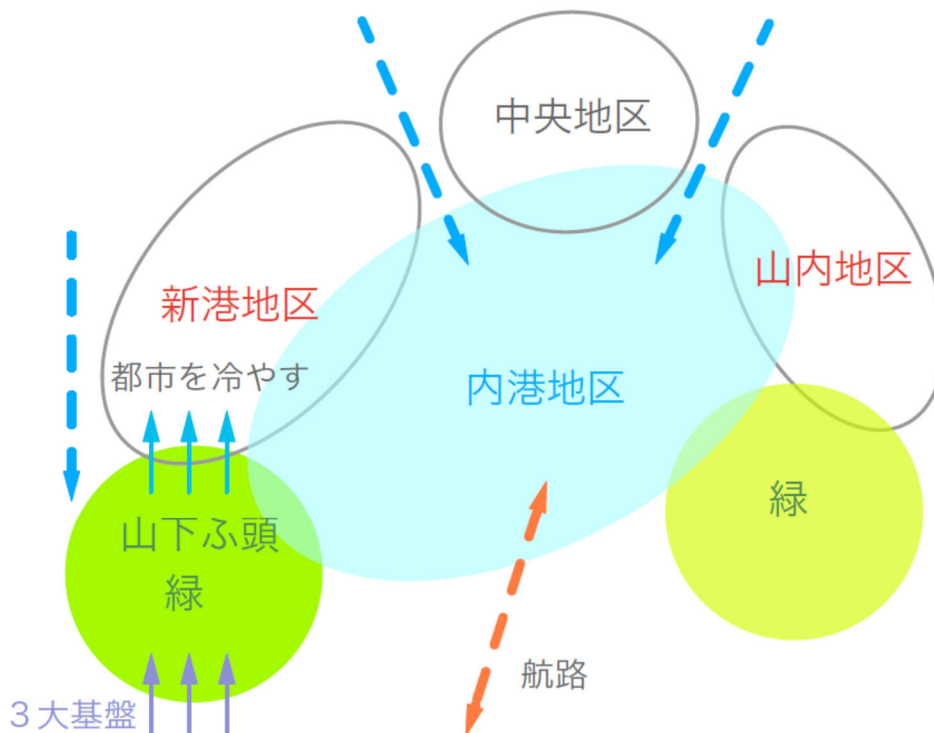 中央地区
新港地区
山内地区
都市を冷やす
内港地区
山下ふ頭
緑
緑
航路
３大基盤